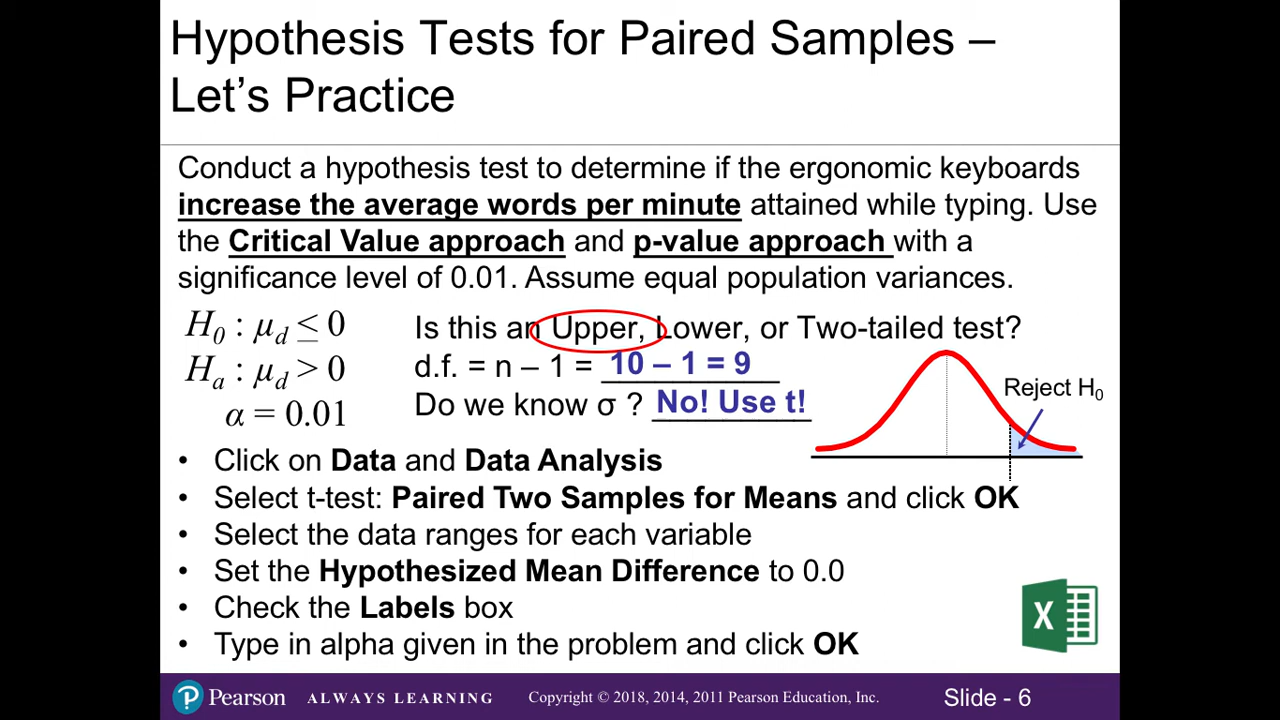 Hypothesis Tests for Paired Samples –
Let’s Practice
Conduct a hypothesis test to determine if the ergonomic keyboards
increase the average words per minute attained while typing. Use
the Critical Value approach and p-value approach with a
significance level of 0.01. Assume equal population variances.
H₀ : μ_d ≤ 0
Hₐ : μ_d > 0
α = 0.01
Is this an Upper, Lower, or Two-tailed test?
d.f. = n – 1 = 10 – 1 = 9
Do we know σ ? No! Use t!
Reject H₀
• Click on Data and Data Analysis
• Select t-test: Paired Two Samples for Means and click OK
• Select the data ranges for each variable
• Set the Hypothesized Mean Difference to 0.0
• Check the Labels box
• Type in alpha given in the problem and click OK
X
P Pearson ALWAYS LEARNING Copyright © 2018, 2014, 2011 Pearson Education, Inc. Slide - 6